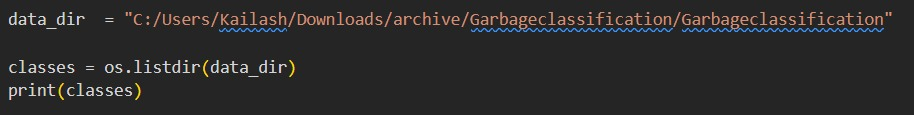 data_dir  = "C:/Users/Kailash/Downloads/archive/Garbageclassification/Garbageclassification"
classes = os.listdir(data_dir)
print(classes)